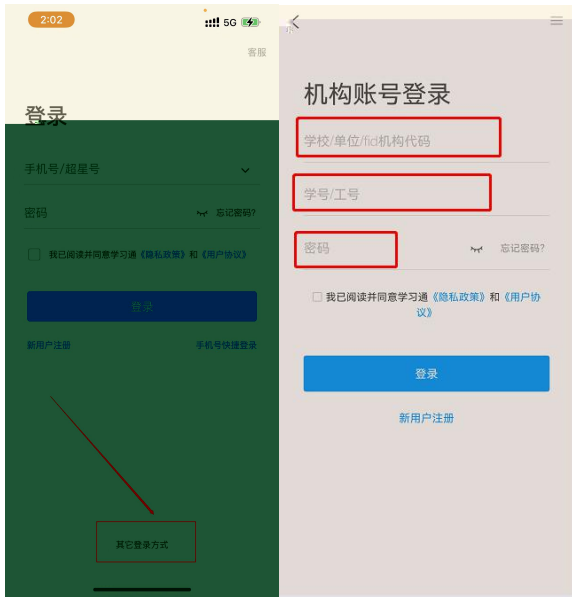 2:02
5G
客服
登录
手机号/超星号
密码
忘记密码?
我已阅读并同意学习通《隐私政策》和《用户协议》
登录
新用户注册
手机号快捷登录
其它登录方式
机构账号登录
学校/单位/fid机构代码
学号/工号
密码
忘记密码?
我已阅读并同意学习通《隐私政策》和《用户协
议》
登录
新用户注册